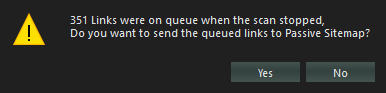 351 Links were on queue when the scan stopped,
Do you want to send the queued links to Passive Sitemap?
Yes
No